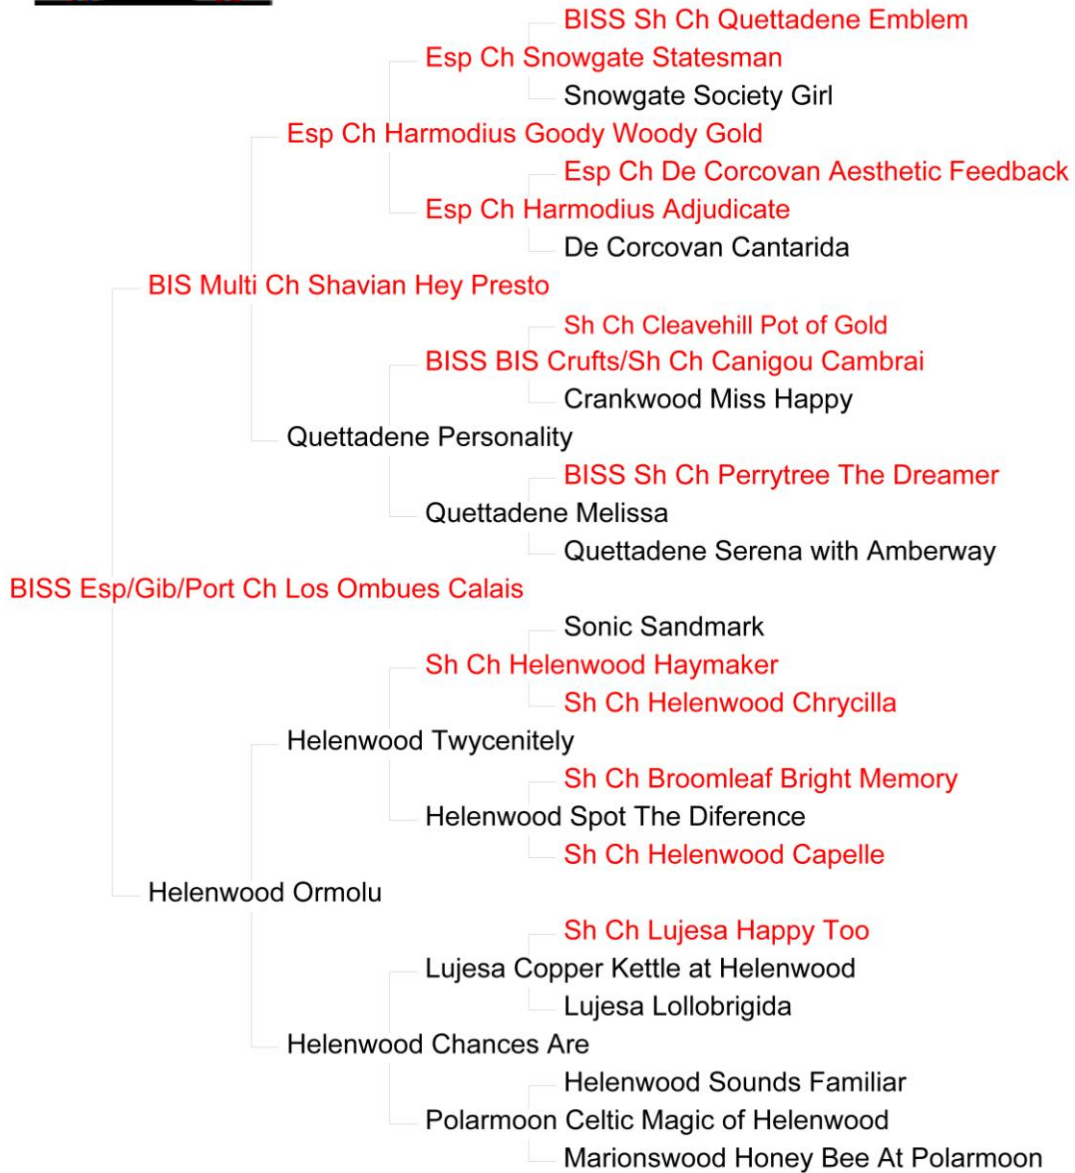 BISS Sh Ch Quettadene Emblem
Esp Ch Snowgate Statesman
Snowgate Society Girl
Esp Ch Harmodius Goody Woody Gold
Esp Ch De Corcovan Aesthetic Feedback
Esp Ch Harmodius Adjudicate
De Corcovan Cantarida
BIS Multi Ch Shavian Hey Presto
Sh Ch Cleavehill Pot of Gold
BISS BIS Crufts/Sh Ch Canigou Cambrai
Crankwood Miss Happy
Quettadene Personality
BISS Sh Ch Perrytree The Dreamer
Quettadene Melissa
Quettadene Serena with Amberway
BISS Esp/Gib/Port Ch Los Ombues Calais
Sonic Sandmark
Sh Ch Helenwood Haymaker
Sh Ch Helenwood Chrycilla
Helenwood Twycenitely
Sh Ch Broomleaf Bright Memory
Helenwood Spot The Diference
Sh Ch Helenwood Capelle
Helenwood Ormolu
Sh Ch Lujesa Happy Too
Lujesa Copper Kettle at Helenwood
Lujesa Lollobrigida
Helenwood Chances Are
Helenwood Sounds Familiar
Polarmoon Celtic Magic of Helenwood
Marionswood Honey Bee At Polarmoon